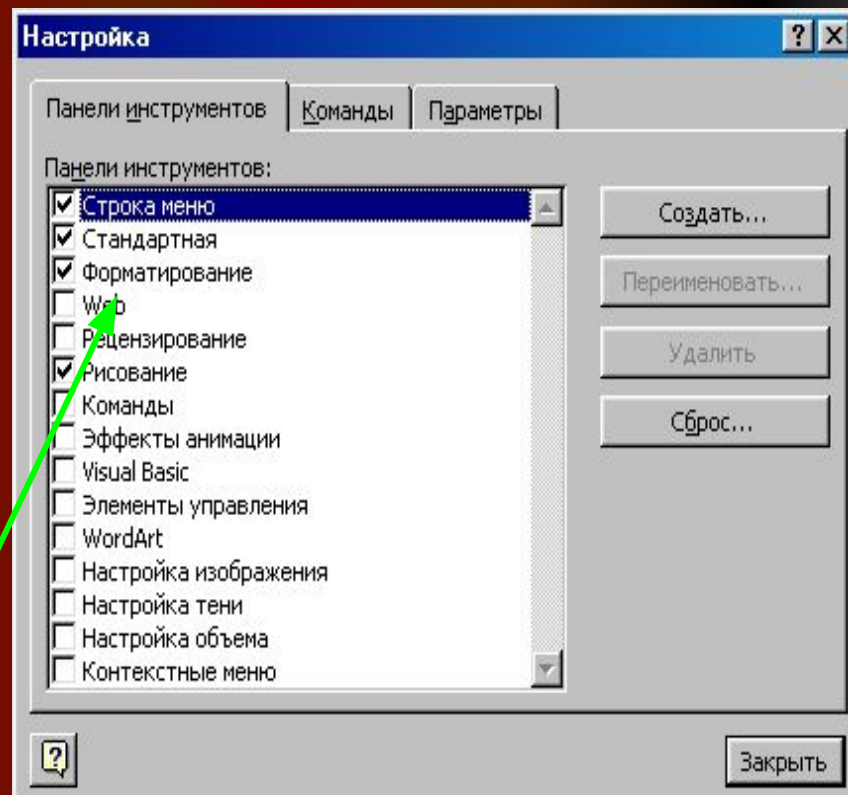 Настройка
Панели инструментов Команды Параметры
Панели инструментов:
Строка меню
Стандартная
Форматирование
Web
Рецензирование
Рисование
Команды
Эффекты анимации
Visual Basic
Элементы управления
WordArt
Настройка изображения
Настройка тени
Настройка объема
Контекстные меню
Создать...
Переименовать...
Удалить
Сброс...
Закрыть